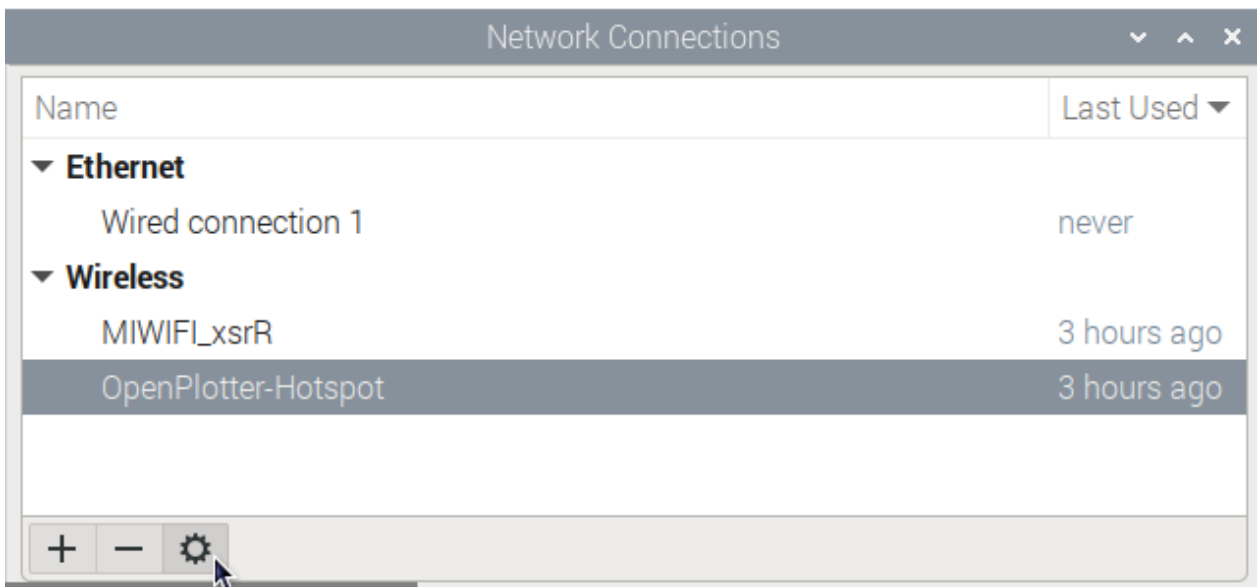 Network Connections
Name Last Used
Ethernet
Wired connection 1 never
Wireless
MIWIFI_xsrR 3 hours ago
OpenPlotter-Hotspot 3 hours ago